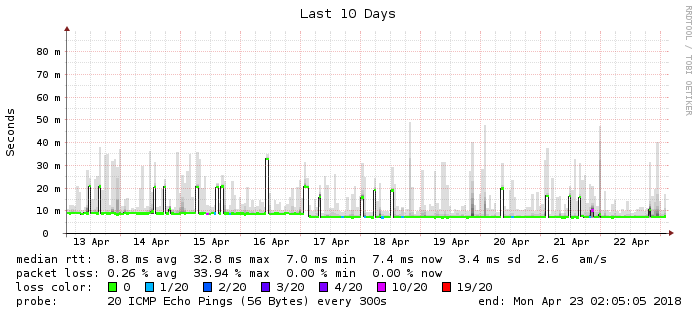 Last 10 Days
RRDTOOL / TOBI OETIKER
Seconds
80 m
70 m
60 m
50 m
40 m
30 m
20 m
10 m
0
13 Apr 14 Apr 15 Apr 16 Apr 17 Apr 18 Apr 19 Apr 20 Apr 21 Apr 22 Apr
median rtt: 8.8 ms avg 32.8 ms max 7.0 ms min 7.4 ms now 3.4 ms sd 2.6 am/s
packet loss: 0.26 % avg 33.94 % max 0.00 % min 0.00 % now
loss color: 0 1/20 2/20 3/20 4/20 10/20 19/20
probe: 20 ICMP Echo Pings (56 Bytes) every 300s end: Mon Apr 23 02:05:05 2018